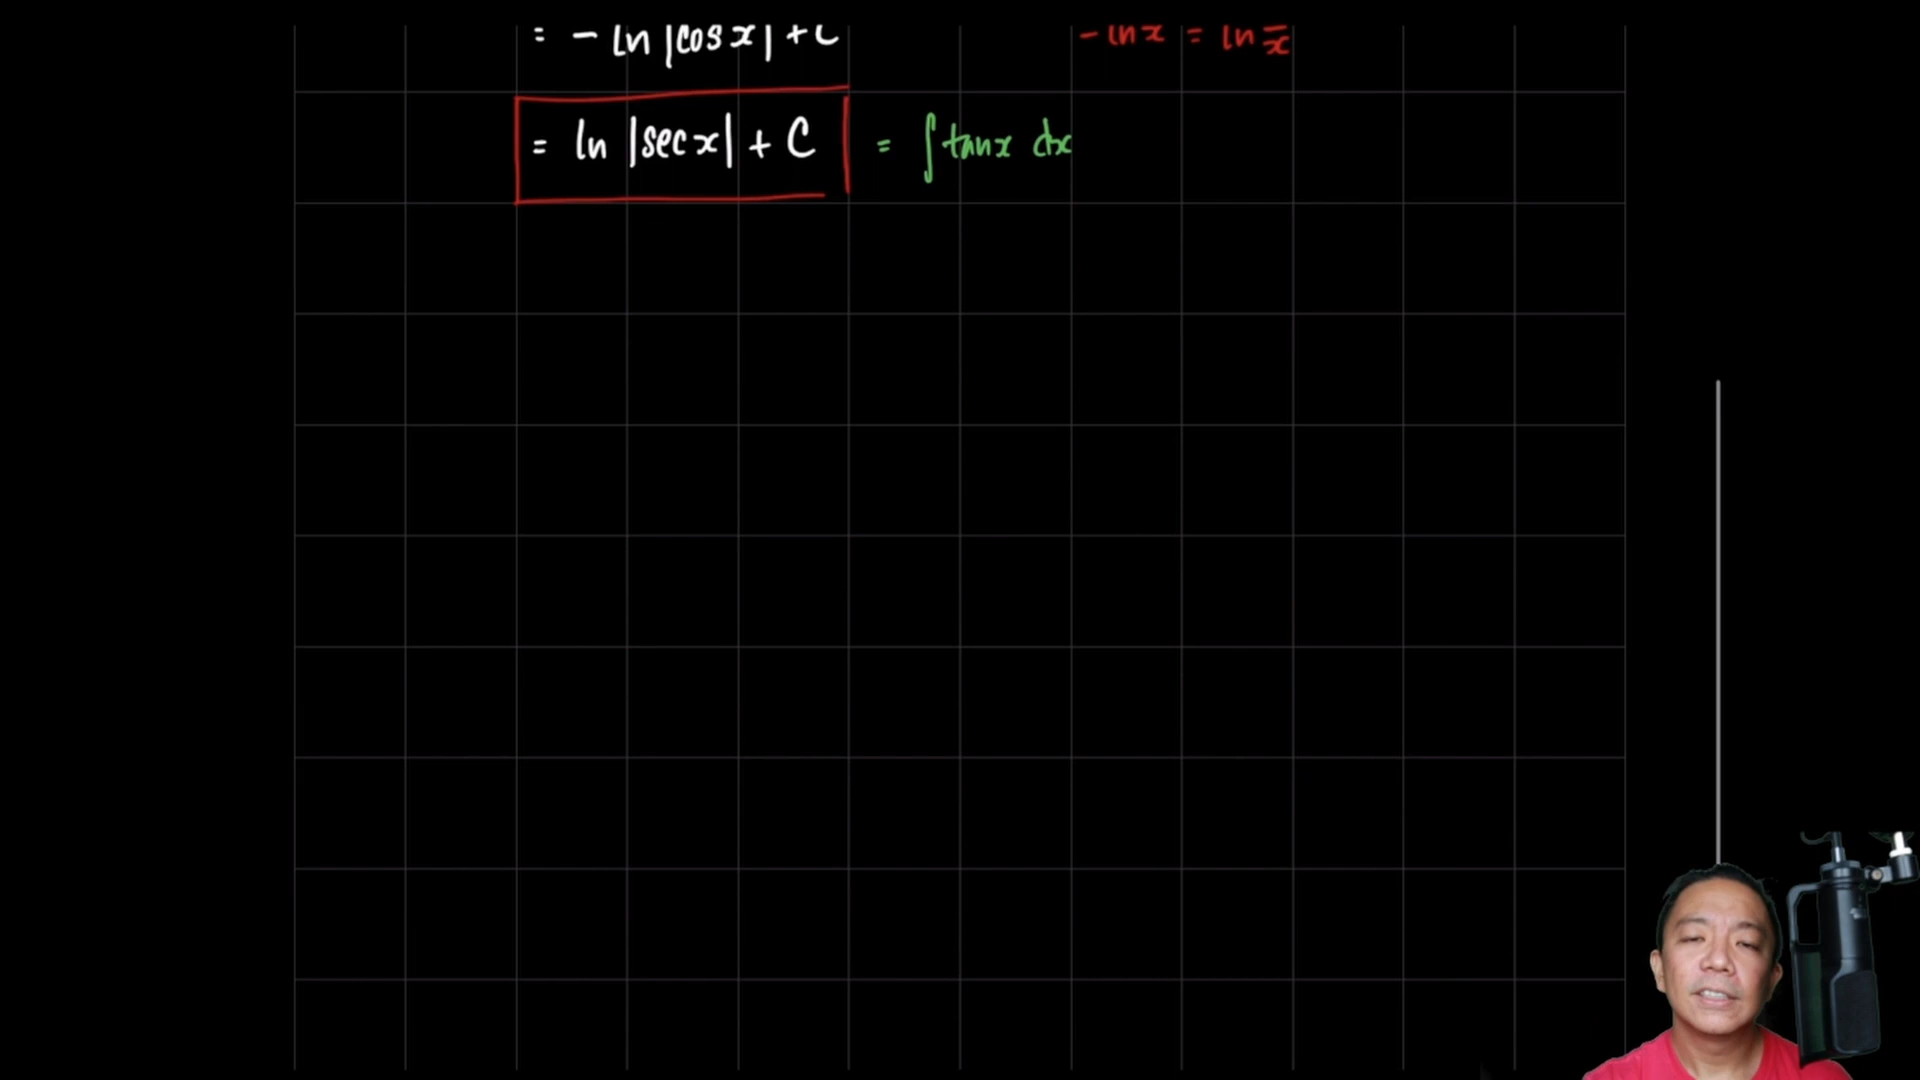 = - ln |cos x| + C
- ln x = ln 1/x
= ln |sec x| + C = ∫ tan x dx